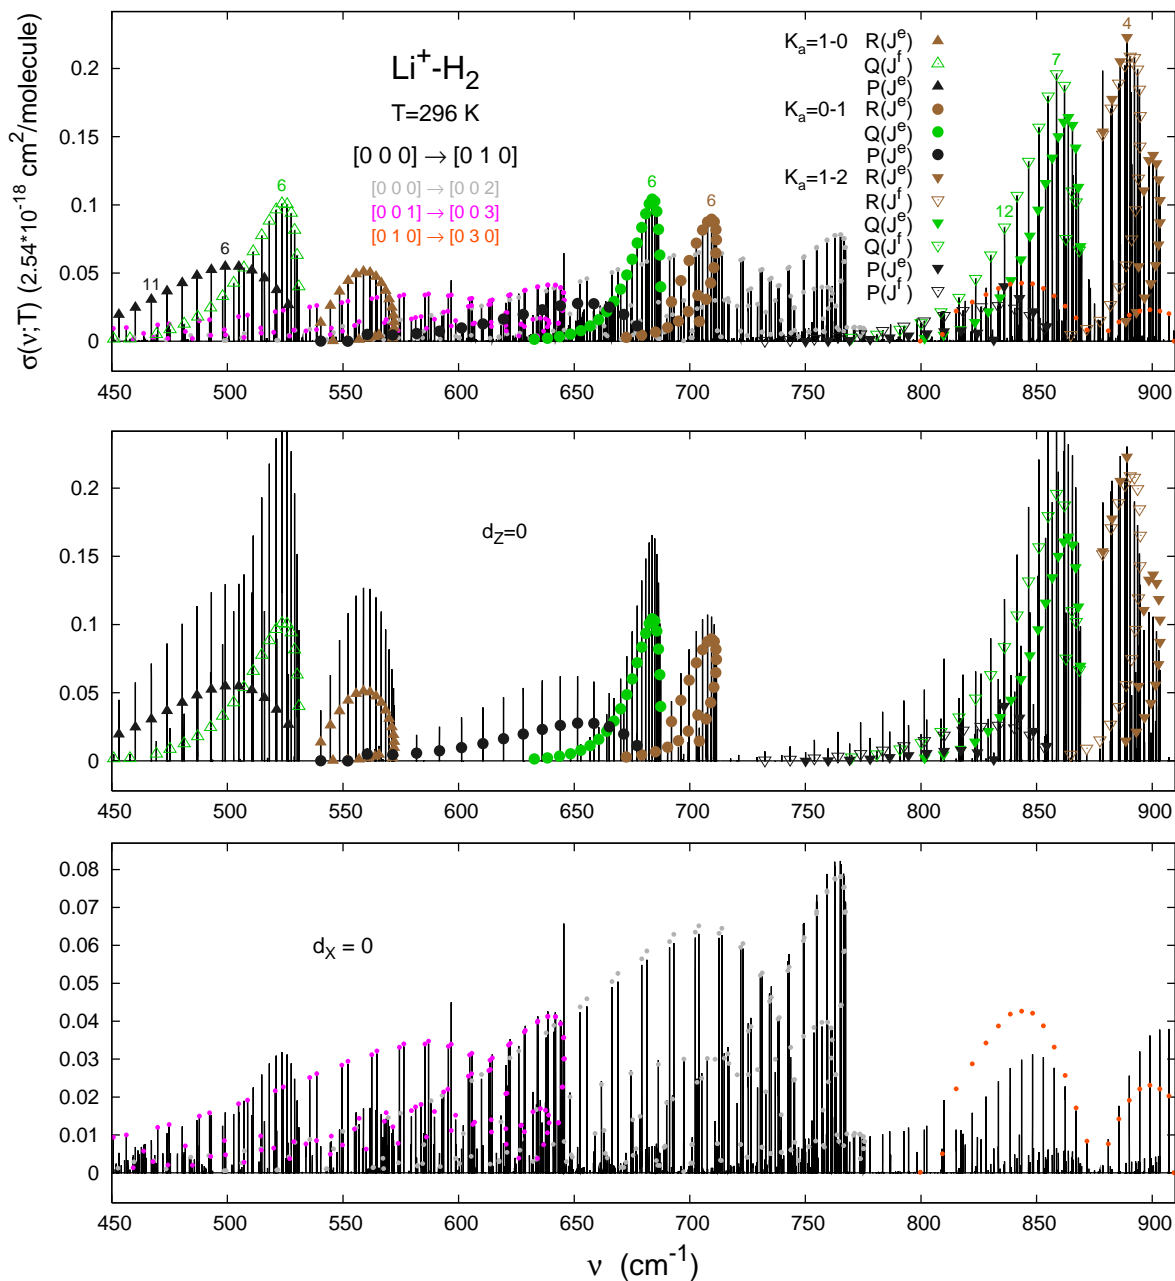 σ(ν;T) (2.54*10⁻¹⁸ cm²/molecule)
Li⁺-H₂
T=296 K
[0 0 0] → [0 1 0]
[0 0 0] → [0 0 2]
[0 0 1] → [0 0 3]
[0 1 0] → [0 3 0]
Kₐ=1-0 R(Jᵉ)
Q(Jᶠ)
P(Jᵉ)
Kₐ=0-1 R(Jᵉ)
Q(Jᵉ)
P(Jᵉ)
Kₐ=1-2 R(Jᵉ)
R(Jᶠ)
Q(Jᵉ)
Q(Jᶠ)
P(Jᵉ)
P(Jᶠ)
4
7
6
6
6
6
11
12
0.2
0.15
0.1
0.05
0
450 500 550 600 650 700 750 800 850 900
d_Z=0
0.2
0.15
0.1
0.05
0
450 500 550 600 650 700 750 800 850 900
d_X = 0
0.08
0.07
0.06
0.05
0.04
0.03
0.02
0.01
0
450 500 550 600 650 700 750 800 850 900
ν (cm⁻¹)